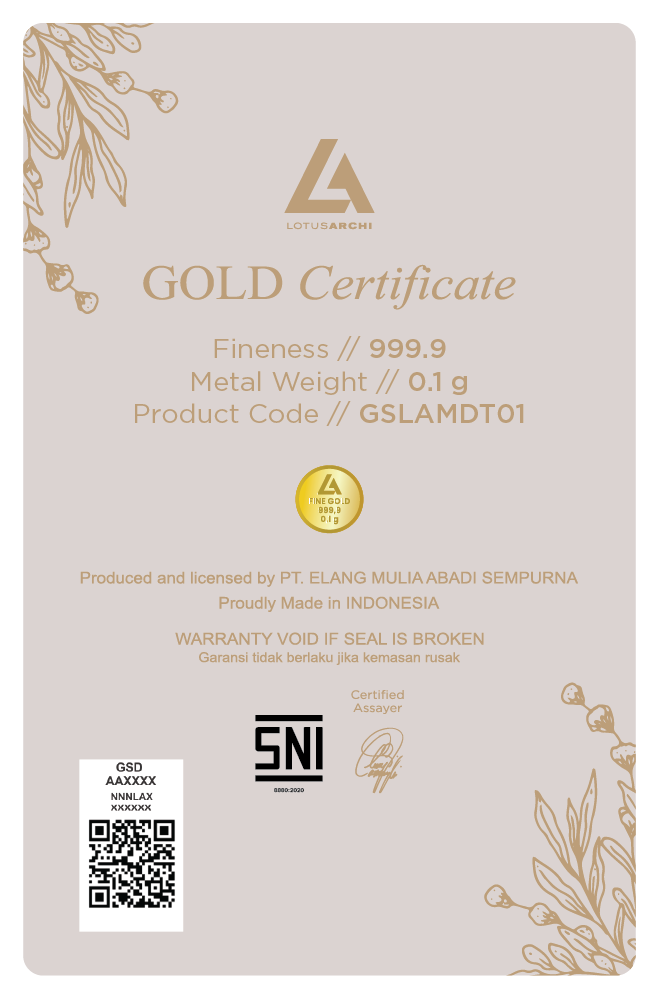 LOTUSARCHI
GOLD Certificate
Fineness // 999.9
Metal Weight // 0.1 g
Product Code // GSLAMDT01
FINE GOLD
999,9
0.1 g
Produced and licensed by PT. ELANG MULIA ABADI SEMPURNA
Proudly Made in INDONESIA
WARRANTY VOID IF SEAL IS BROKEN
Garansi tidak berlaku jika kemasan rusak
Certified
Assayer
SNI
8880:2020
GSD
AAXXXX
NNNLAX
XXXXXX